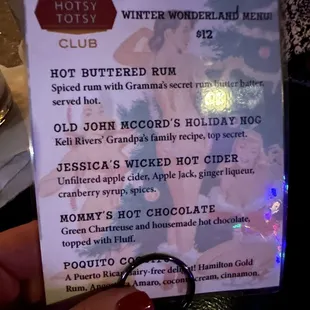 HOTSY
TOTSY
CLUB
WINTER WONDERLAND MENU!
$12
HOT BUTTERED RUM
Spiced rum with Gramma's secret rum butter batter,
served hot.
OLD JOHN MCCORD'S HOLIDAY NOG
Keli Rivers' Grandpa's family recipe, top secret.
JESSICA'S WICKED HOT CIDER
Unfiltered apple cider, Apple Jack, ginger liqueur,
cranberry syrup, spices.
MOMMY'S HOT CHOCOLATE
Green Chartreuse and housemade hot chocolate,
topped with Fluff.
POQUITO
A Puerto Rican dairy-free Hamilton Gold
Rum, Amaro, coconut cream, cinnamon.